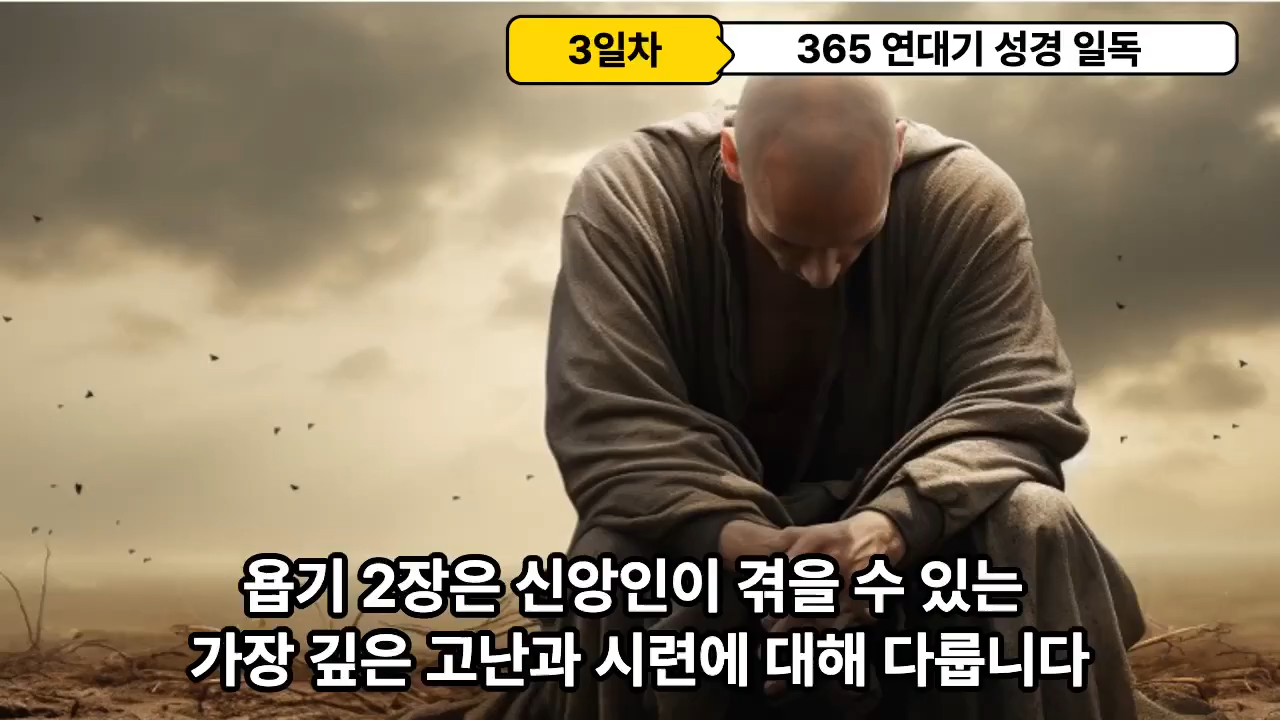 3일차
365 연대기 성경 일독
욥기 2장은 신앙인이 겪을 수 있는
가장 깊은 고난과 시련에 대해 다룹니다